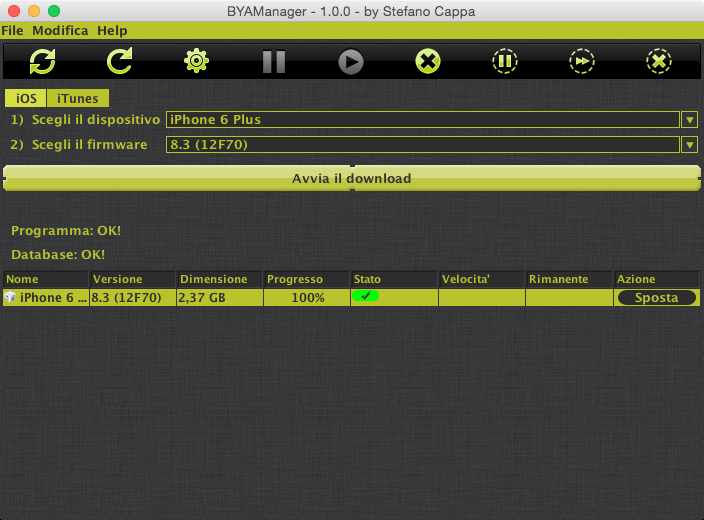 BYAManager - 1.0.0 - by Stefano Cappa
File Modifica Help
iOS iTunes
1) Scegli il dispositivo iPhone 6 Plus
2) Scegli il firmware 8.3 (12F70)
Avvia il download
Programma: OK!
Database: OK!
Nome Versione Dimensione Progresso Stato Velocita' Rimanente Azione
iPhone 6 ... 8.3 (12F70) 2,37 GB 100% Sposta